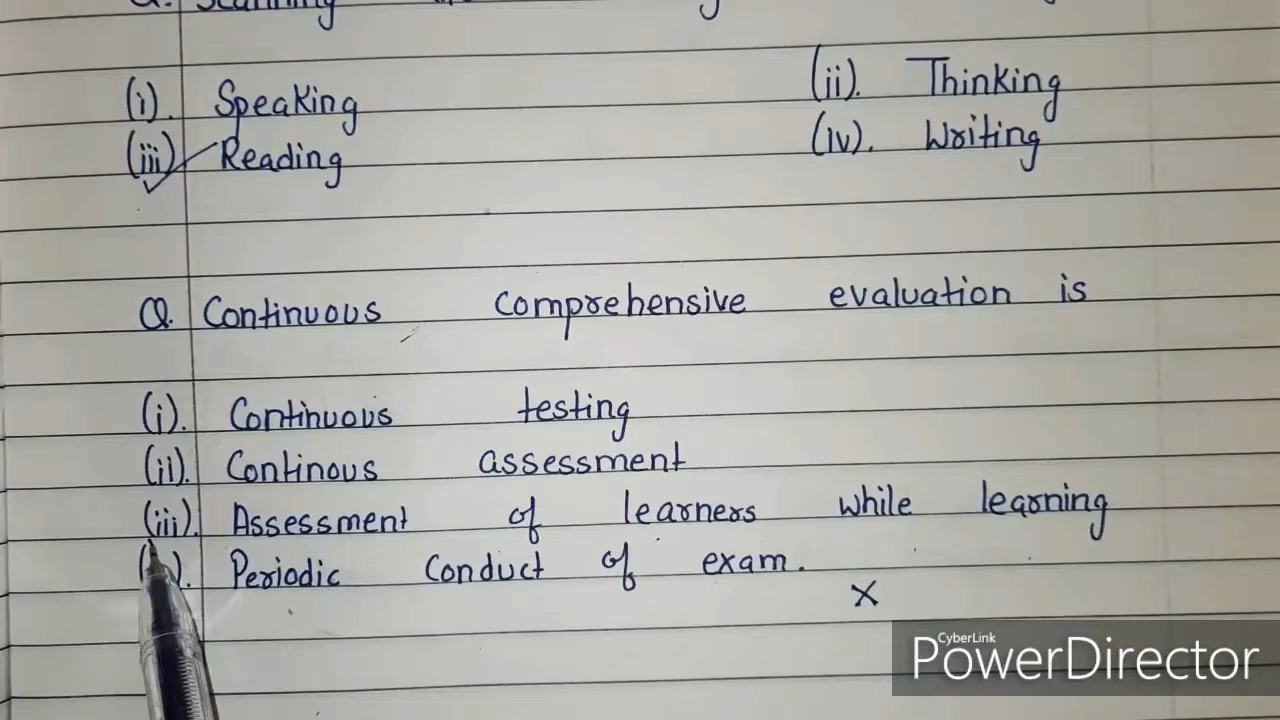 Q. Scanning
(i). Speaking (ii). Thinking
(iii) Reading (iv). Writing
Q. Continuous comprehensive evaluation is
(i). Continuous testing
(ii). Continous assessment
(iii). Assessment of learners while learning
). Periodic conduct of exam.
x
CyberLink
PowerDirector